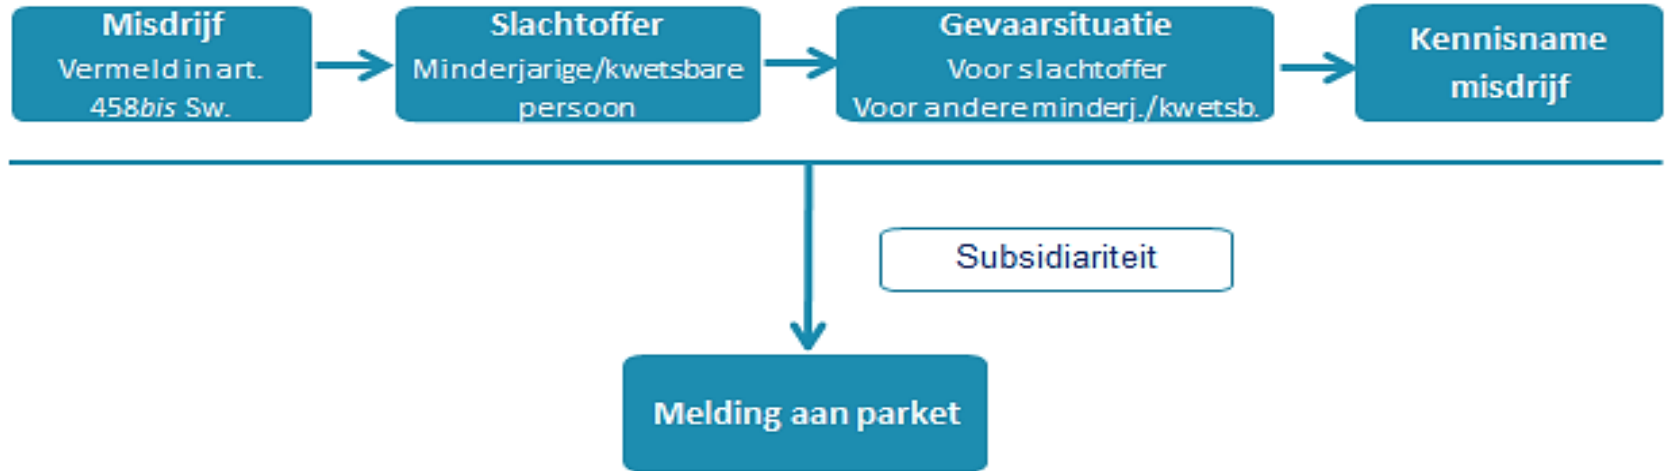 Misdrijf
Vermeld in art.
458bis Sw.
Slachtoffer
Minderjarige/kwetsbare
persoon
Gevaarsituatie
Voor slachtoffer
Voor andere minderj./kwetsb.
Kennisname
misdrijf
Subsidiariteit
Melding aan parket